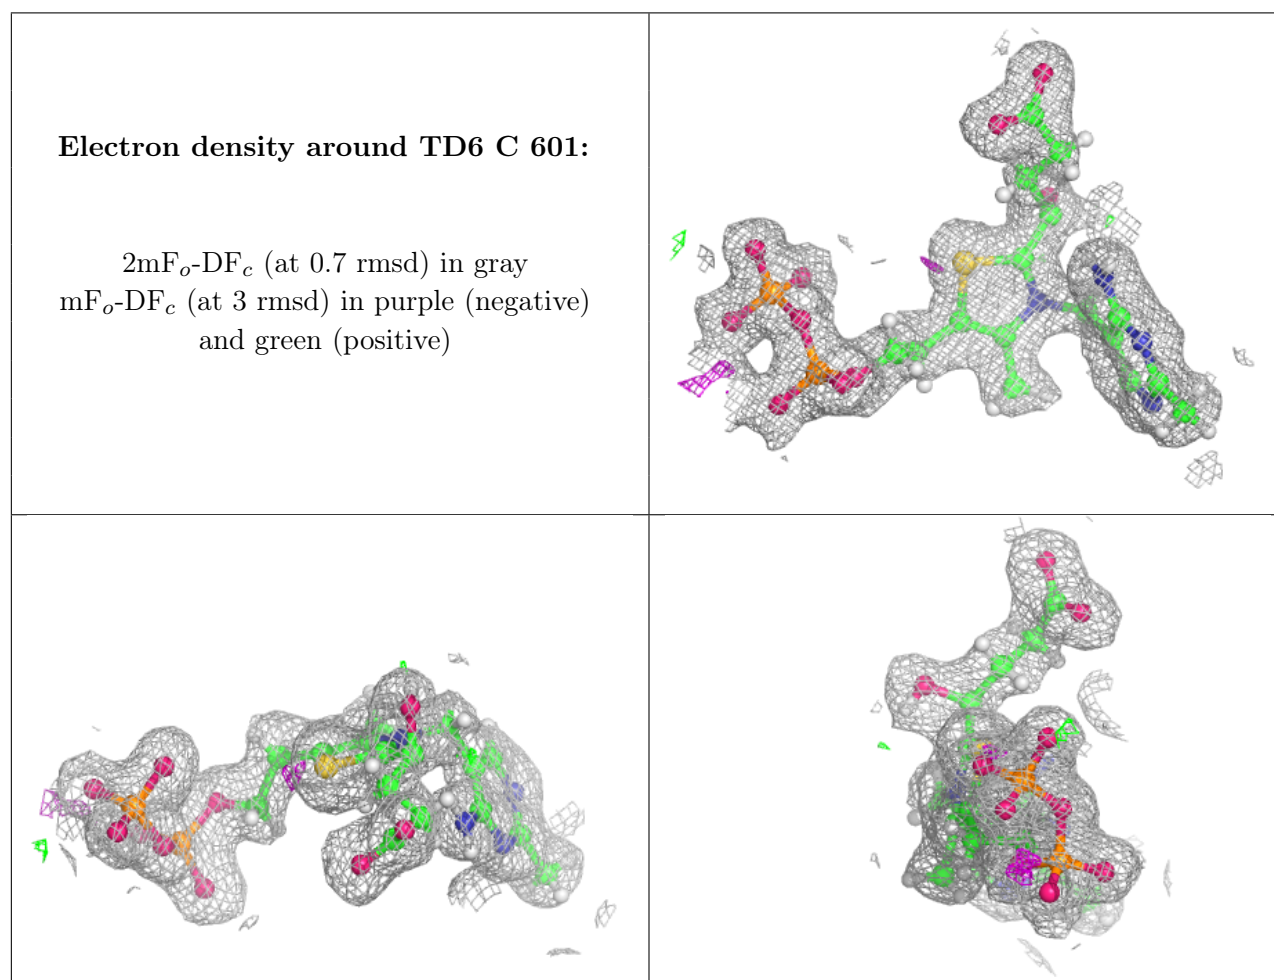 Electron density around TD6 C 601:
2mFo-DFc (at 0.7 rmsd) in gray
mFo-DFc (at 3 rmsd) in purple (negative)
and green (positive)